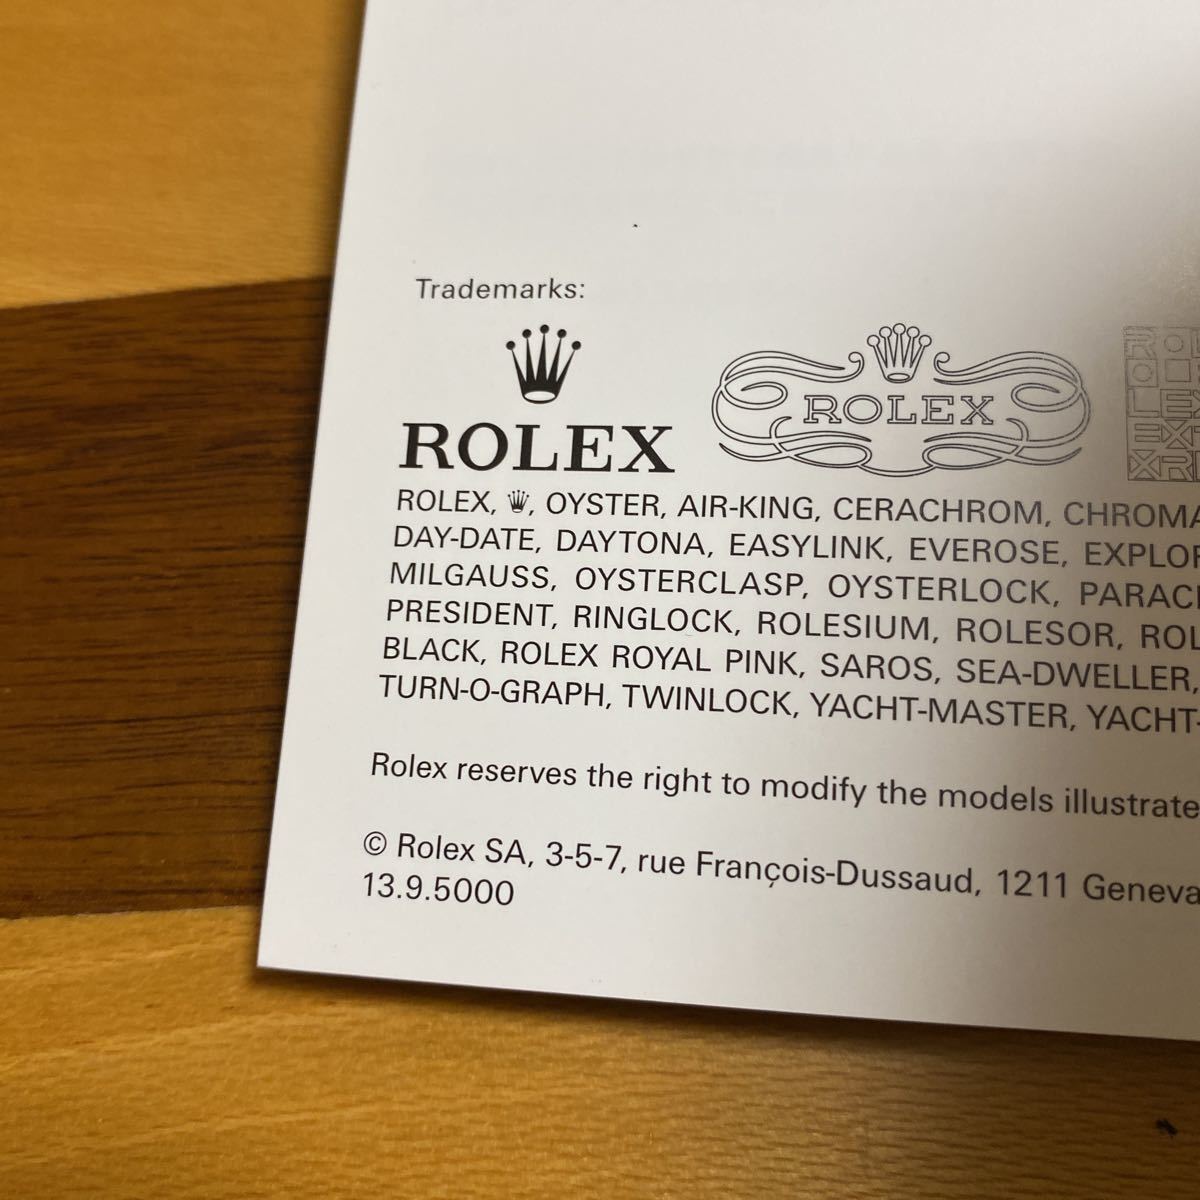 Trademarks:
ROLEX
ROLEX
ROLEX, OYSTER, AIR-KING, CERACHROM,
DAY-DATE, DAYTONA, EASYLINK, EVEROSE,
MILGAUSS, OYSTERCLASP, OYSTERLOCK,
PRESIDENT, RINGLOCK, ROLESIUM, ROLESOR,
BLACK, ROLEX ROYAL PINK, SAROS, SEA-DWELLER,
TURN-O-GRAPH, TWINLOCK, YACHT-MASTER,
Rolex reserves the right to modify the models
© Rolex SA, 3-5-7, rue François-Dussaud, 1211 Geneva
13.9.5000